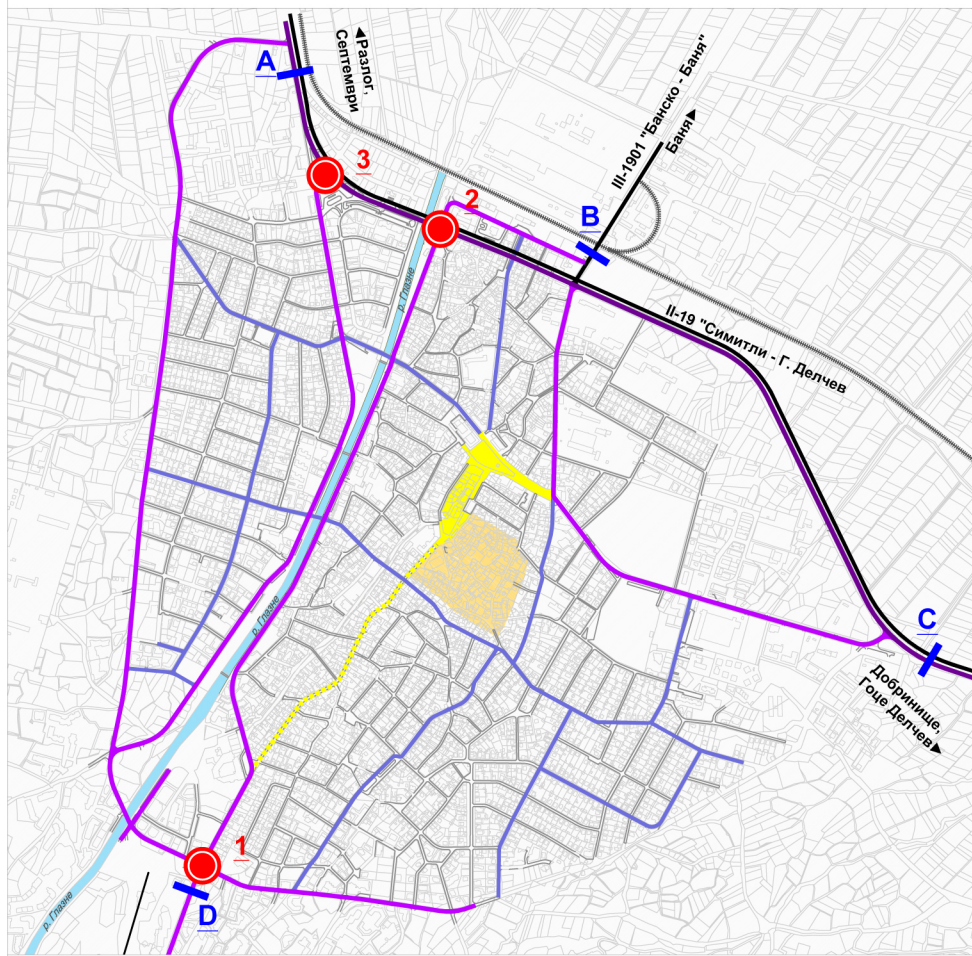 A
◀Разлог,
Септември
III-1901 "Банско - Баня"
Баня▶
3
2
B
р. Глазне
II-19 "Симитли - Г. Делчев
р. Глазне
C
Добринище,
Гоце Делчев▶
1
D
р. Глазне